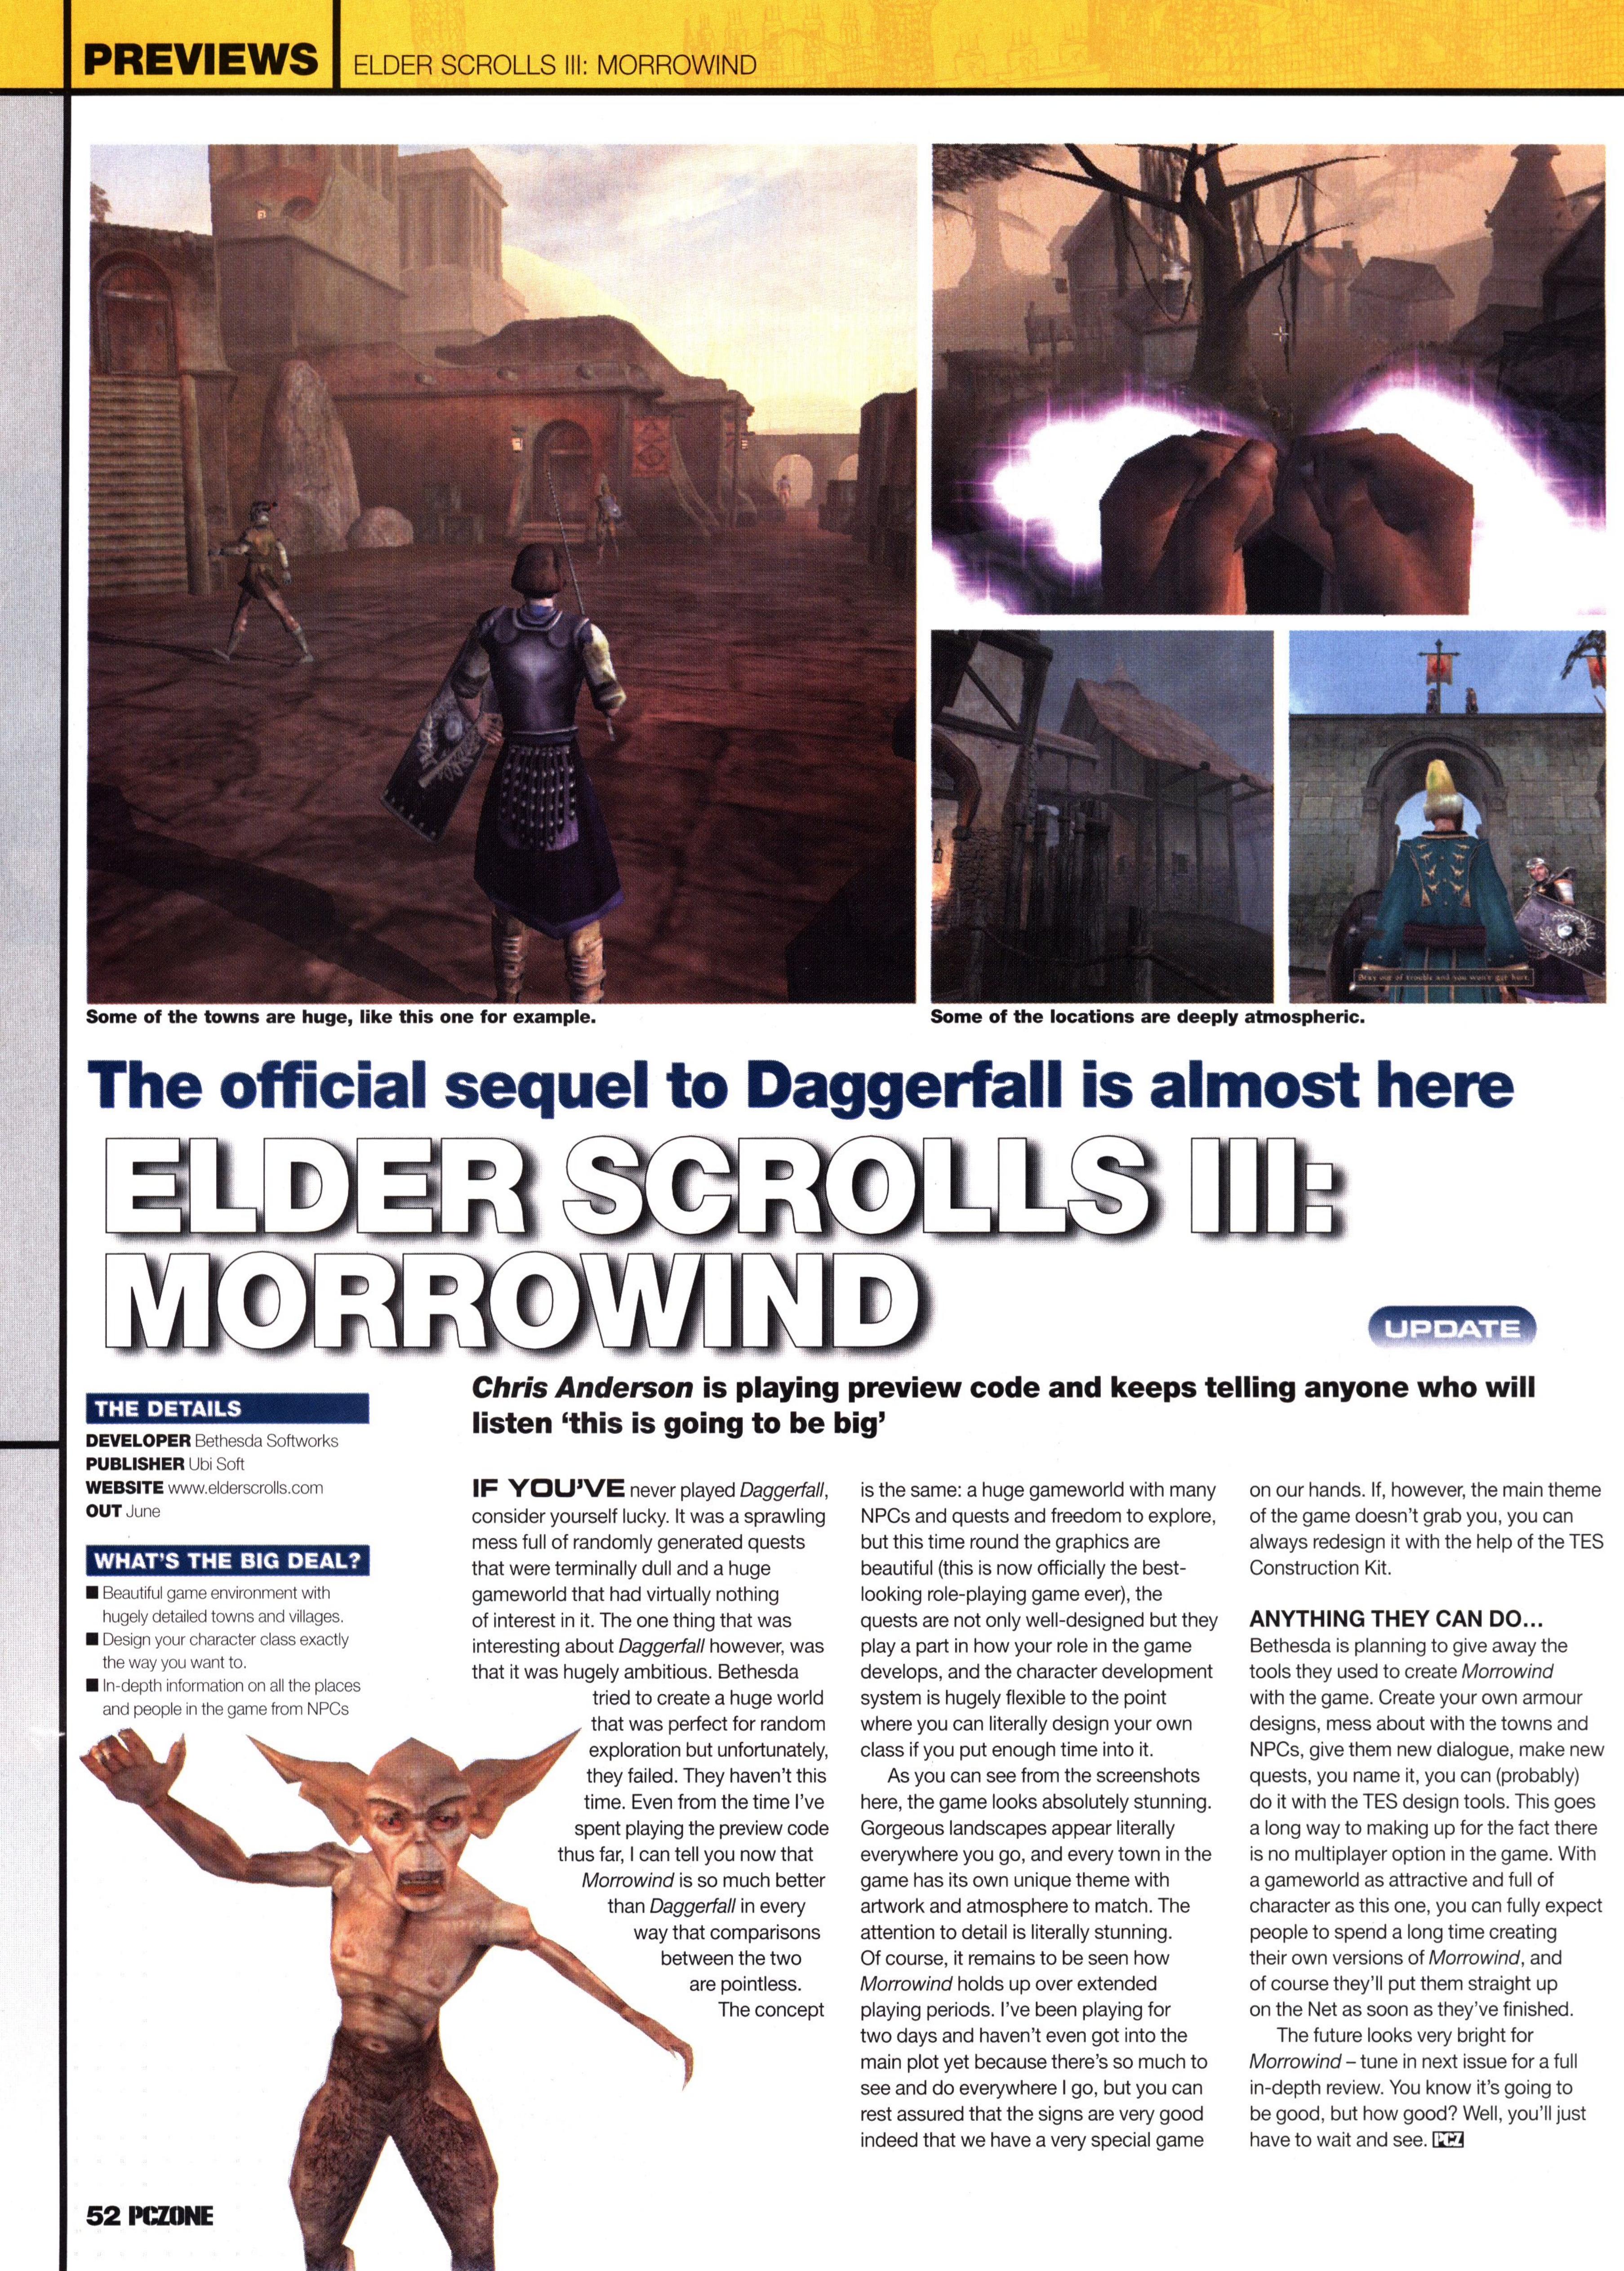 PREVIEWS
ELDER SCROLLS III: MORROWIND
Some of the towns are huge, like this one for example.
Stay out of trouble and you won't get hurt.
Some of the locations are deeply atmospheric.
The official sequel to Daggerfall is almost here
ELDER SCROLLS III:
MORROWIND
UPDATE
Chris Anderson is playing preview code and keeps telling anyone who will
listen ‘this is going to be big’
THE DETAILS
DEVELOPER Bethesda Softworks
PUBLISHER Ubi Soft
WEBSITE www.elderscrolls.com
OUT June
WHAT'S THE BIG DEAL?
■ Beautiful game environment with
hugely detailed towns and villages.
■ Design your character class exactly
the way you want to.
■ In-depth information on all the places
and people in the game from NPCs
IF YOU'VE never played Daggerfall,
consider yourself lucky. It was a sprawling
mess full of randomly generated quests
that were terminally dull and a huge
gameworld that had virtually nothing
of interest in it. The one thing that was
interesting about Daggerfall however, was
that it was hugely ambitious. Bethesda
tried to create a huge world
that was perfect for random
exploration but unfortunately,
they failed. They haven't this
time. Even from the time I've
spent playing the preview code
thus far, I can tell you now that
Morrowind is so much better
than Daggerfall in every
way that comparisons
between the two
are pointless.
The concept
is the same: a huge gameworld with many
NPCs and quests and freedom to explore,
but this time round the graphics are
beautiful (this is now officially the best-
looking role-playing game ever), the
quests are not only well-designed but they
play a part in how your role in the game
develops, and the character development
system is hugely flexible to the point
where you can literally design your own
class if you put enough time into it.
As you can see from the screenshots
here, the game looks absolutely stunning.
Gorgeous landscapes appear literally
everywhere you go, and every town in the
game has its own unique theme with
artwork and atmosphere to match. The
attention to detail is literally stunning.
Of course, it remains to be seen how
Morrowind holds up over extended
playing periods. I've been playing for
two days and haven't even got into the
main plot yet because there's so much to
see and do everywhere I go, but you can
rest assured that the signs are very good
indeed that we have a very special game
on our hands. If, however, the main theme
of the game doesn't grab you, you can
always redesign it with the help of the TES
Construction Kit.
ANYTHING THEY CAN DO...
Bethesda is planning to give away the
tools they used to create Morrowind
with the game. Create your own armour
designs, mess about with the towns and
NPCs, give them new dialogue, make new
quests, you name it, you can (probably)
do it with the TES design tools. This goes
a long way to making up for the fact there
is no multiplayer option in the game. With
a gameworld as attractive and full of
character as this one, you can fully expect
people to spend a long time creating
their own versions of Morrowind, and
of course they'll put them straight up
on the Net as soon as they've finished.
The future looks very bright for
Morrowind – tune in next issue for a full
in-depth review. You know it's going to
be good, but how good? Well, you'll just
have to wait and see. PCZ
52 PCZONE